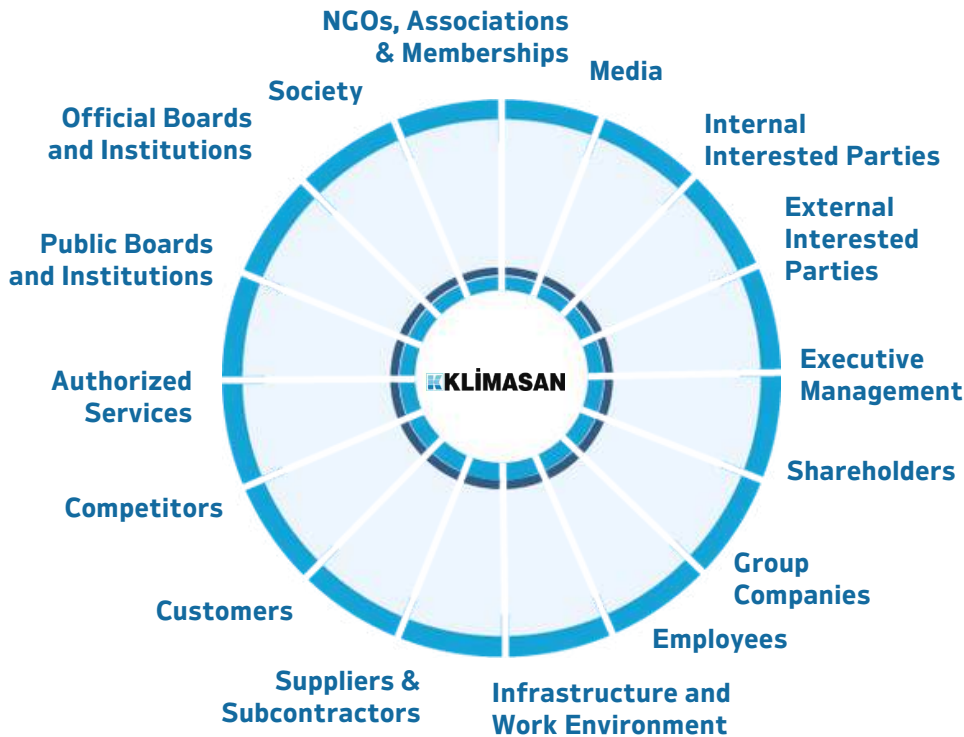 NGOs, Associations
& Memberships
Media
Internal
Interested Parties
External
Interested
Parties
Executive
Management
Shareholders
Group
Companies
Employees
Infrastructure and
Work Environment
Suppliers &
Subcontractors
Customers
Competitors
Authorized
Services
Public Boards
and Institutions
Official Boards
and Institutions
Society
KLİMASAN